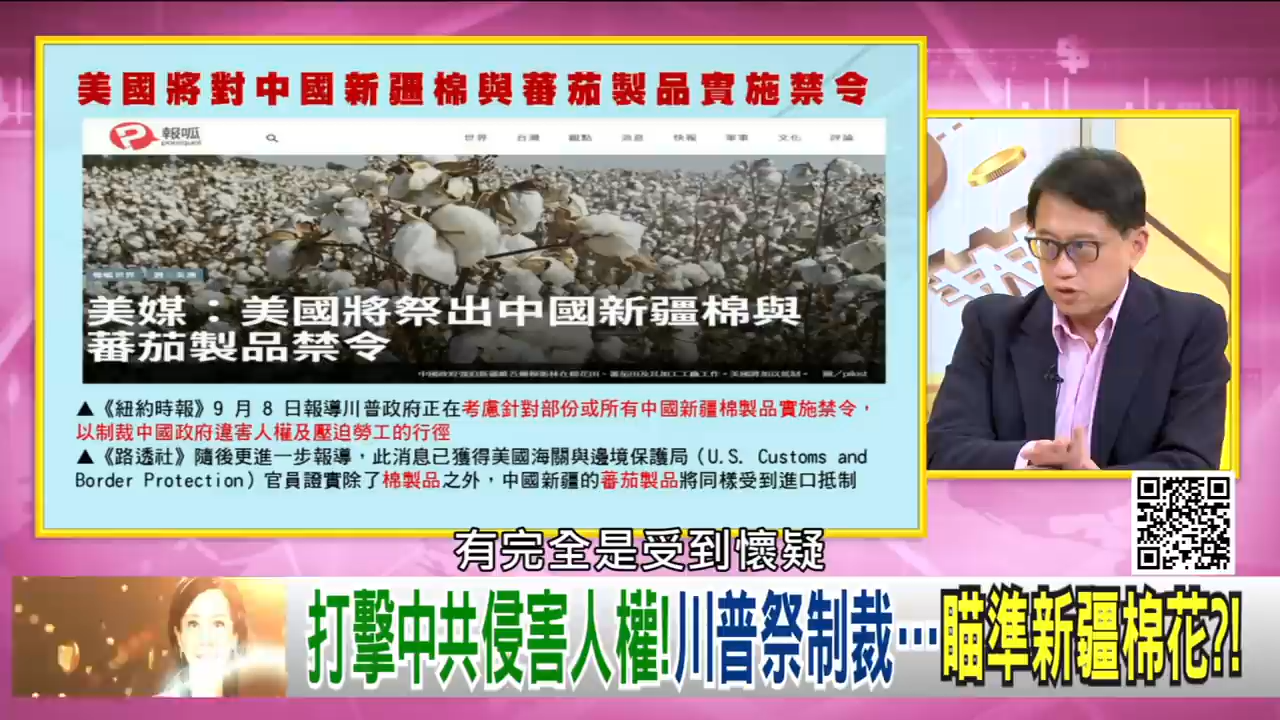 美國將對中國新疆棉與蕃茄製品實施禁令
報呱
世界 台灣 觀點 消息 快報 軍事 文化 評論
美媒：美國將祭出中國新疆棉與
蕃茄製品禁令
▲《紐約時報》9 月 8 日報導川普政府正在考慮針對部份或所有中國新疆棉製品實施禁令，
以制裁中國政府違害人權及壓迫勞工的行徑
▲《路透社》隨後更進一步報導，此消息已獲得美國海關與邊境保護局（U.S. Customs and
Border Protection）官員證實除了棉製品之外，中國新疆的蕃茄製品將同樣受到進口抵制
有完全是受到懷疑
打擊中共侵害人權!川普祭制裁…瞄準新疆棉花?!